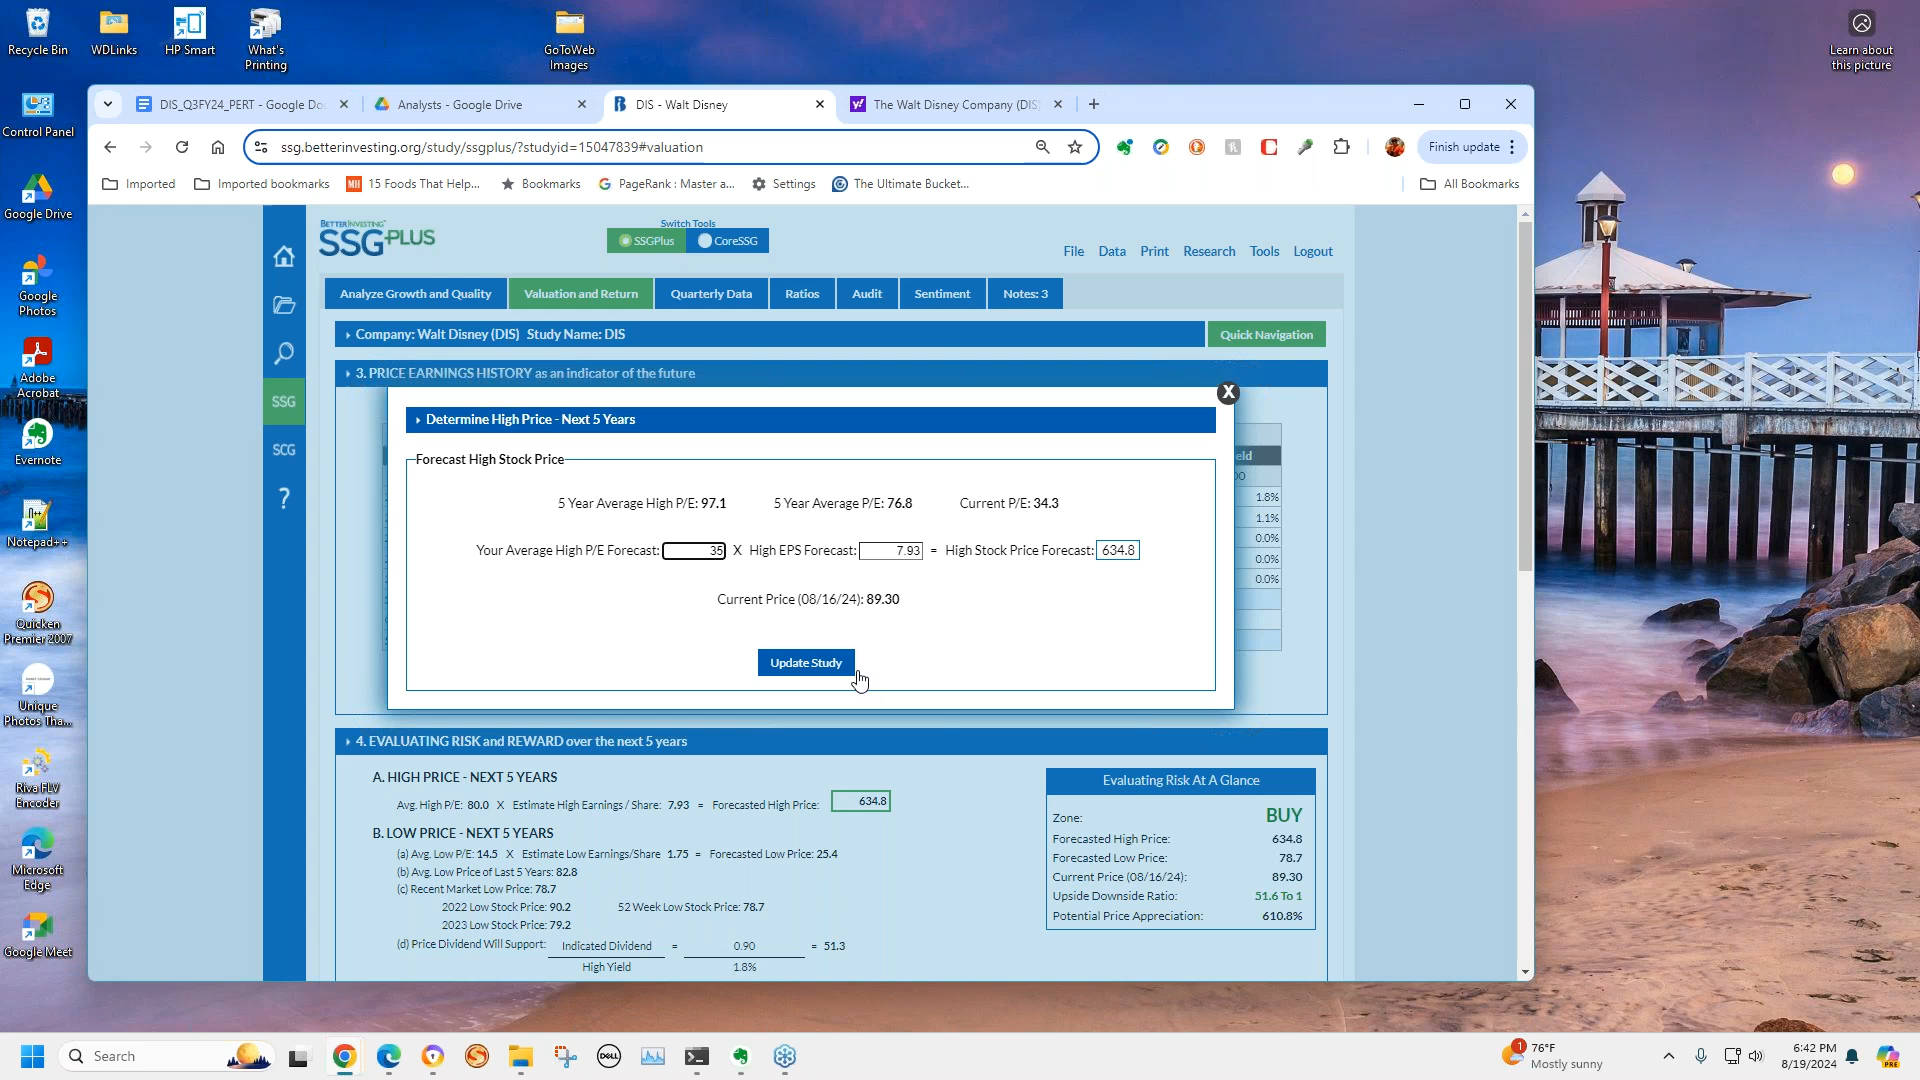 Recycle Bin
WDLinks
HP Smart
What's Printing
GoToWeb Images
Learn about this picture
Control Panel
Google Drive
Google Photos
Adobe Acrobat
Evernote
Notepad++
Quicken Premier 2007
Unique Photos Tha...
Riva FLV Encoder
Microsoft Edge
Google Meet
DIS_Q3FY24_PERT - Google Do
Analysts - Google Drive
DIS - Walt Disney
The Walt Disney Company (DIS)
ssg.betterinvesting.org/study/ssgplus/?studyid=15047839#valuation
Finish update
Imported
Imported bookmarks
MH 15 Foods That Help...
Bookmarks
PageRank : Master a...
Settings
The Ultimate Bucket...
All Bookmarks
BETTERINVESTING
SSG PLUS
Switch Tools
SSGPlus CoreSSG
File Data Print Research Tools Logout
SSG
SCG
?
Analyze Growth and Quality Valuation and Return Quarterly Data Ratios Audit Sentiment Notes: 3
Company: Walt Disney (DIS) Study Name: DIS
Quick Navigation
3. PRICE EARNINGS HISTORY as an indicator of the future
X
Determine High Price - Next 5 Years
Forecast High Stock Price
5 Year Average High P/E: 97.1 5 Year Average P/E: 76.8 Current P/E: 34.3
Your Average High P/E Forecast: 35 X High EPS Forecast: 7.93 = High Stock Price Forecast: 634.8
Current Price (08/16/24): 89.30
Update Study
1.8%
1.1%
0.0%
0.0%
0.0%
4. EVALUATING RISK and REWARD over the next 5 years
A. HIGH PRICE - NEXT 5 YEARS
Avg. High P/E: 80.0 X Estimate High Earnings / Share: 7.93 = Forecasted High Price: 634.8
B. LOW PRICE - NEXT 5 YEARS
(a) Avg. Low P/E: 14.5 X Estimate Low Earnings/Share 1.75 = Forecasted Low Price: 25.4
(b) Avg. Low Price of Last 5 Years: 82.8
(c) Recent Market Low Price: 78.7
2022 Low Stock Price: 90.2 52 Week Low Stock Price: 78.7
2023 Low Stock Price: 79.2
(d) Price Dividend Will Support: Indicated Dividend = 0.90 = 51.3
High Yield 1.8%
Evaluating Risk At A Glance
Zone: BUY
Forecasted High Price: 634.8
Forecasted Low Price: 78.7
Current Price (08/16/24): 89.30
Upside Downside Ratio: 51.6 To 1
Potential Price Appreciation: 610.8%
Search
DELL
1
76°F
Mostly sunny
6:42 PM
8/19/2024
PRE